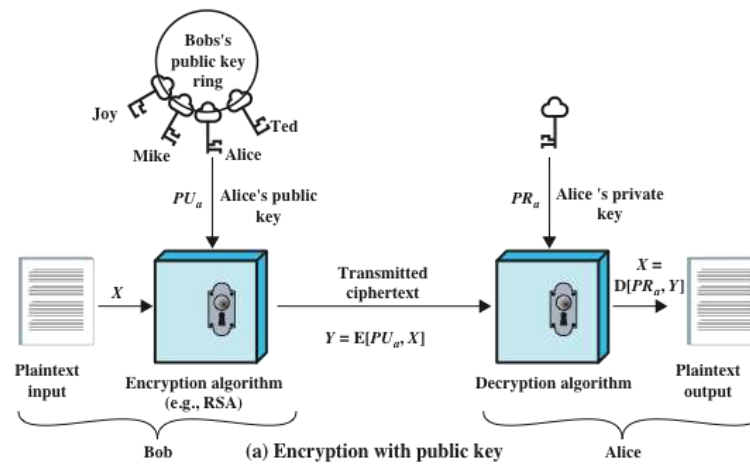 Bobs's
public key
ring
Joy
Ted
Mike
Alice
PUₐ
Alice's public
key
PRₐ
Alice 's private
key
X
Transmitted
ciphertext
X =
D[PRₐ, Y]
Y = E[PUₐ, X]
Plaintext
input
Encryption algorithm
(e.g., RSA)
Decryption algorithm
Plaintext
output
Bob
(a) Encryption with public key
Alice